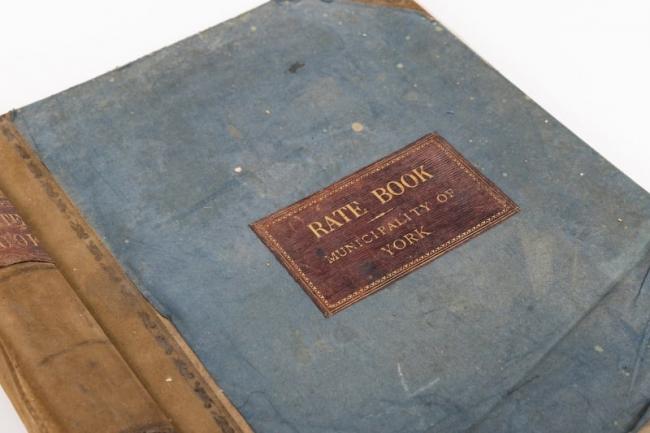 RATE BOOK
MUNICIPALITY OF
YORK